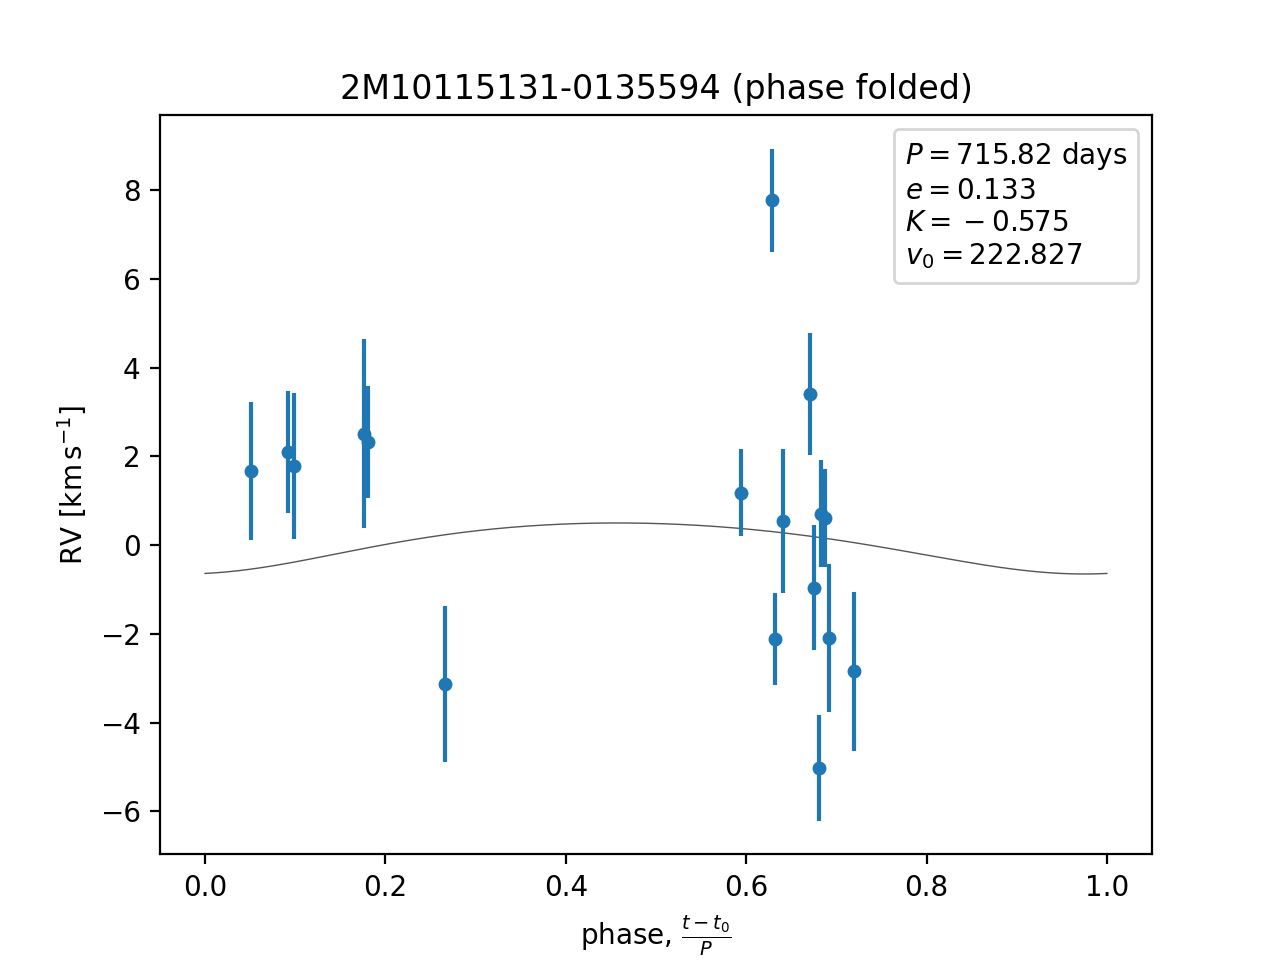 2M10115131-0135594 (phase folded)
P = 715.82 days
e = 0.133
K = −0.575
v₀ = 222.827
8
6
4
2
0
−2
−4
−6
RV [km s⁻¹]
0.0 0.2 0.4 0.6 0.8 1.0
phase, (t − t₀)/P